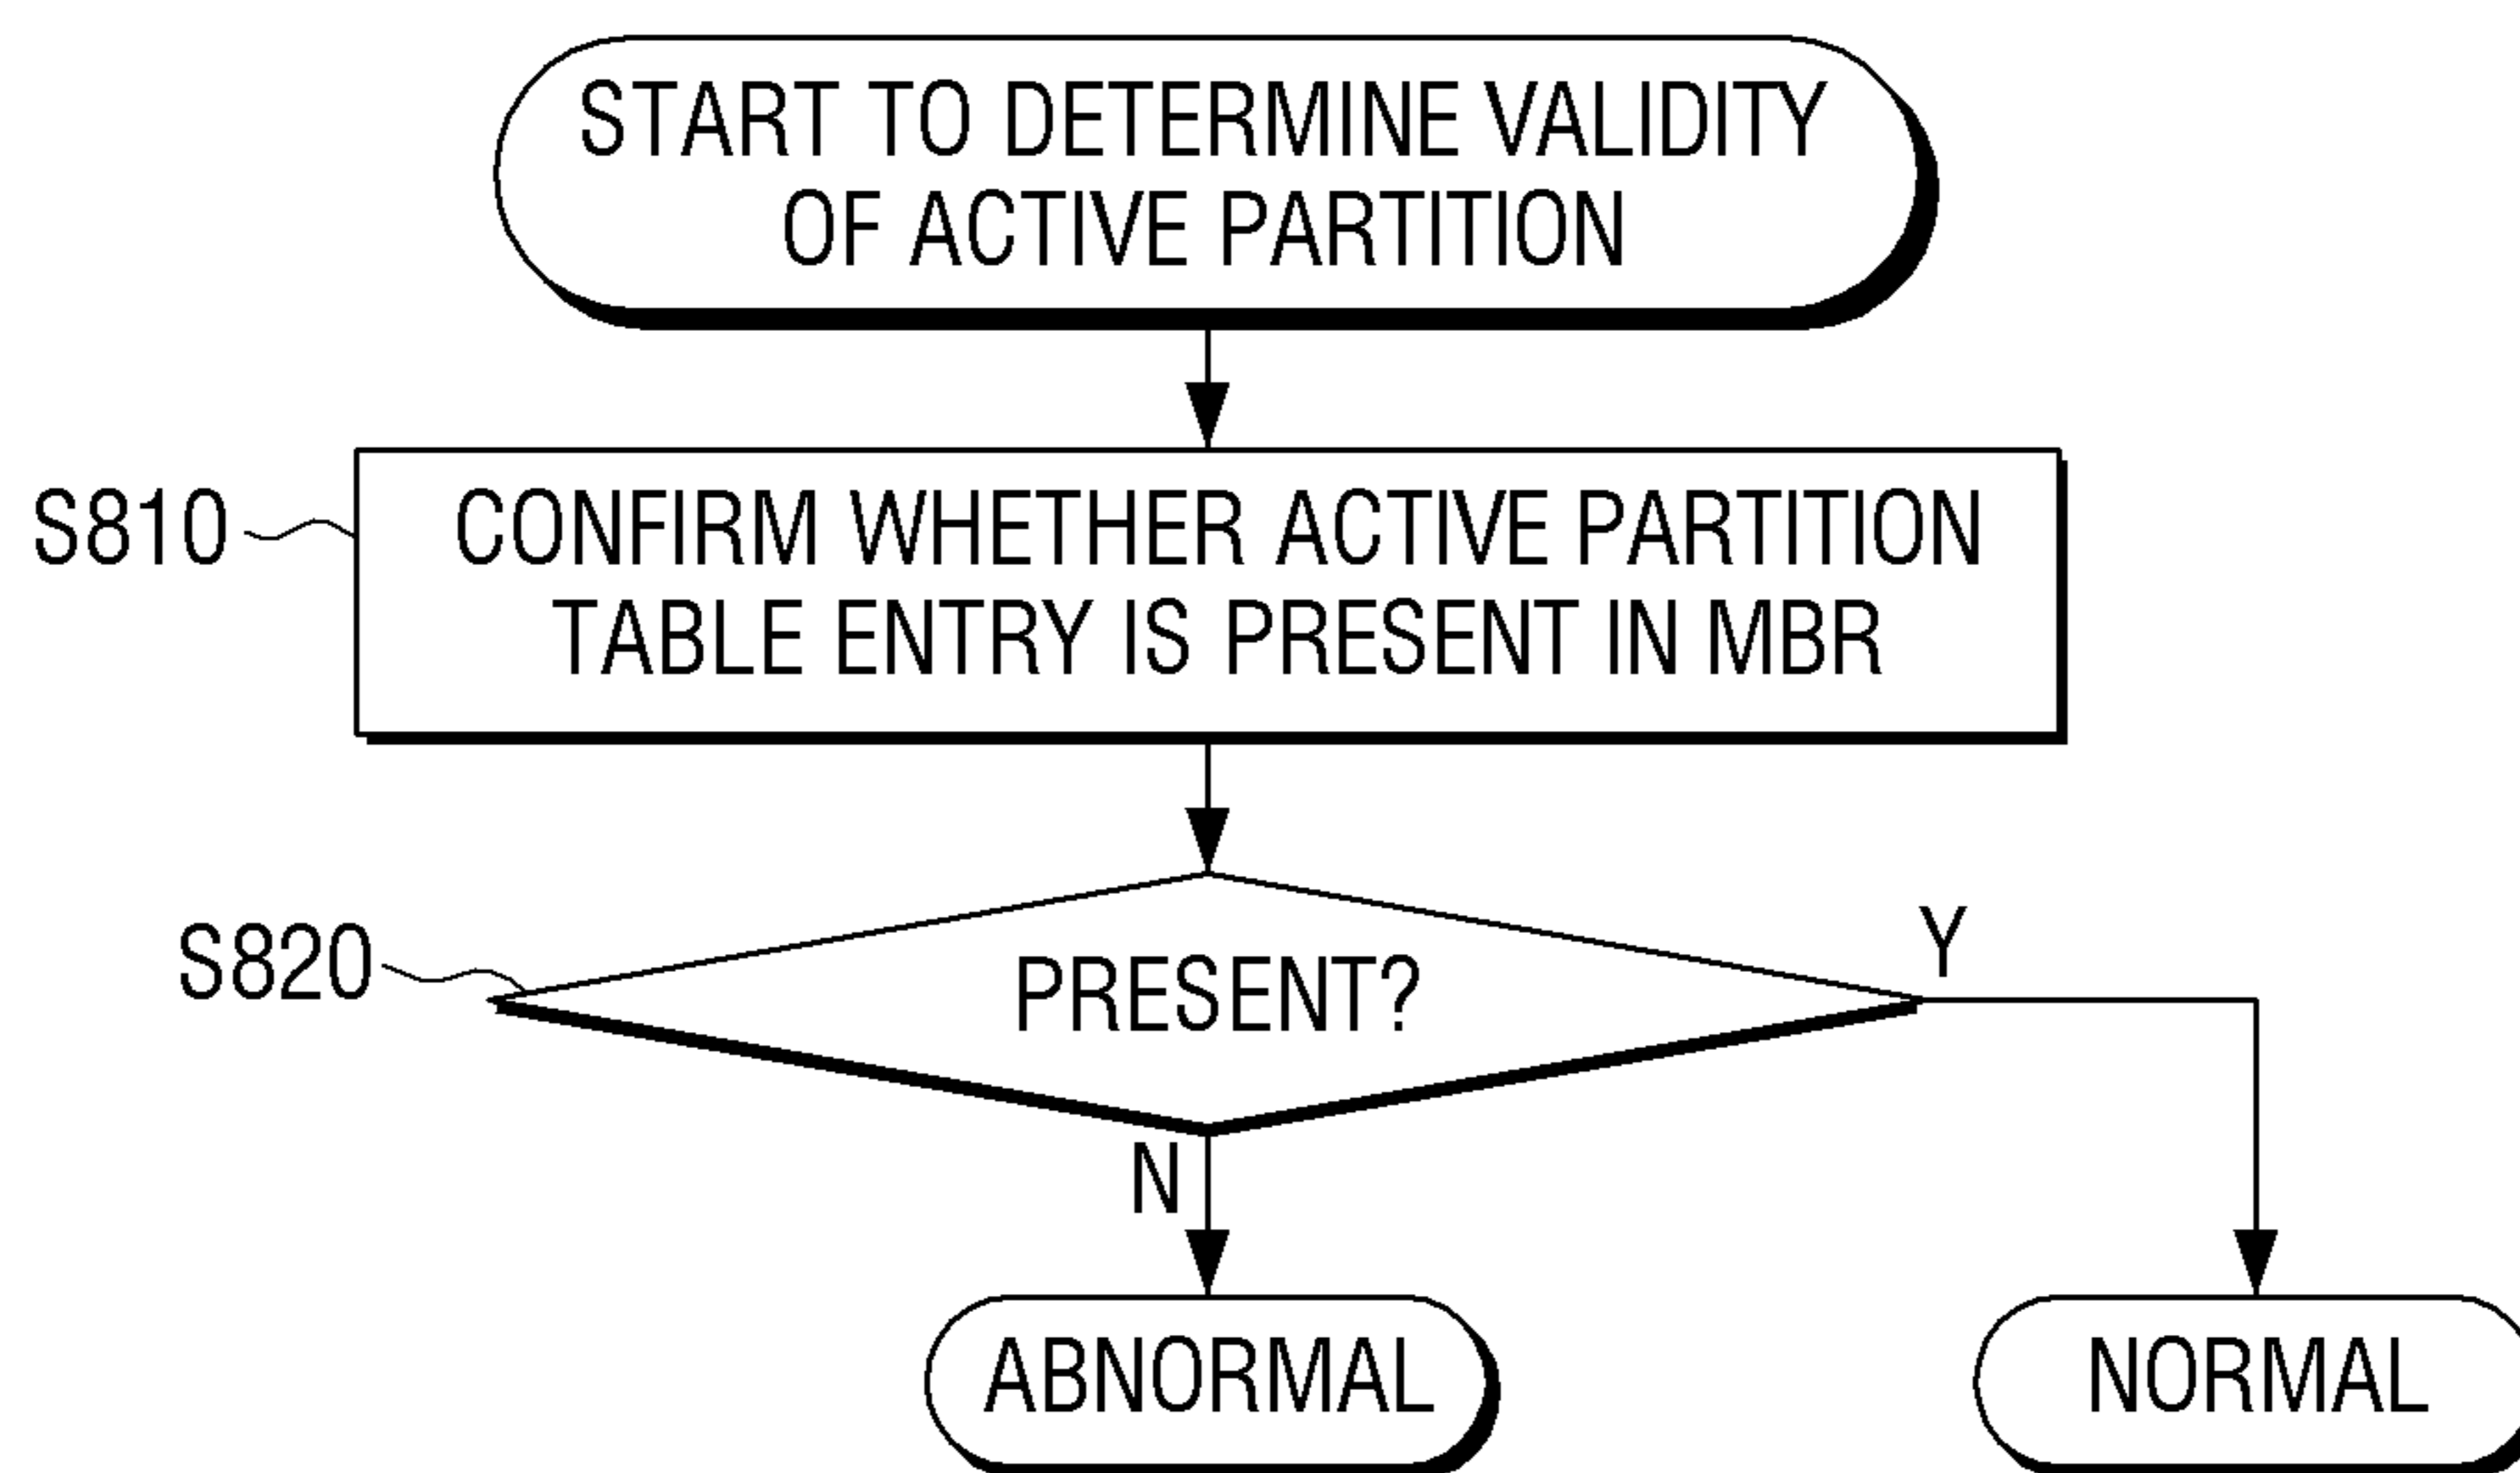 START TO DETERMINE VALIDITY
OF ACTIVE PARTITION
S810
CONFIRM WHETHER ACTIVE PARTITION
TABLE ENTRY IS PRESENT IN MBR
S820
PRESENT?
Y
N
ABNORMAL
NORMAL